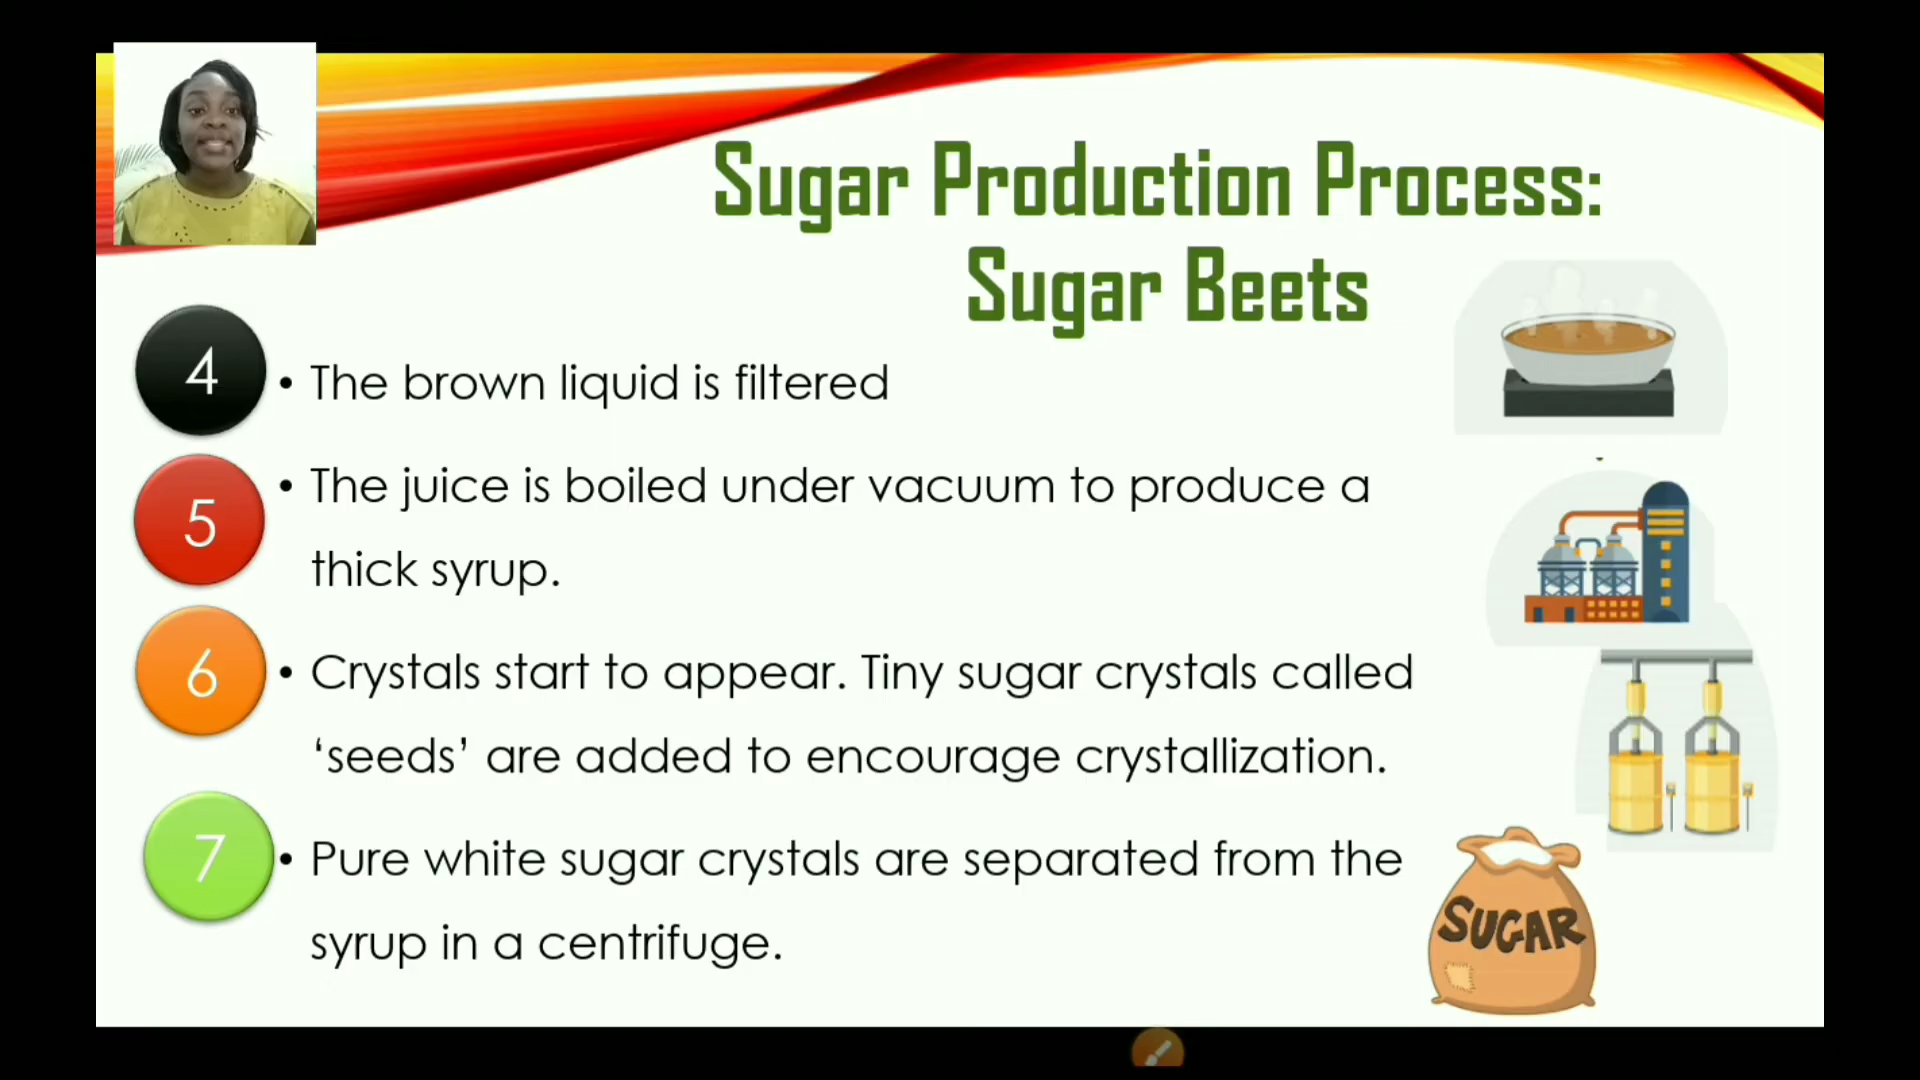 Sugar Production Process:
Sugar Beets
4
• The brown liquid is filtered
5
• The juice is boiled under vacuum to produce a
thick syrup.
6
• Crystals start to appear. Tiny sugar crystals called
‘seeds’ are added to encourage crystallization.
7
• Pure white sugar crystals are separated from the
syrup in a centrifuge.
SUGAR